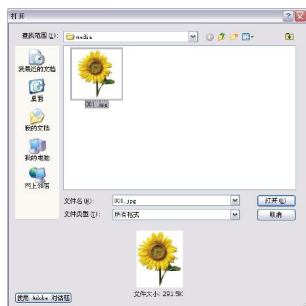 打开
查找范围(I):
media
我最近的文档
桌面
我的文档
我的电脑
网上邻居
001.jpg
文件名(N):
001.jpg
打开(O)
文件类型(T):
所有格式
取消
文件大小: 291.5K
使用 Adobe 对话框